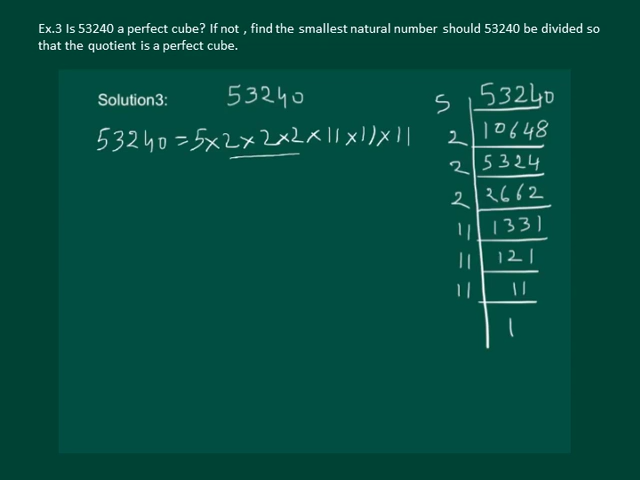 Ex.3 Is 53240 a perfect cube? If not , find the smallest natural number should 53240 be divided so
that the quotient is a perfect cube.
Solution3: 53240
53240 = 5×2×2×2×11×11×11
5 53240
2 10648
2 5324
2 2662
11 1331
11 121
11 11
1